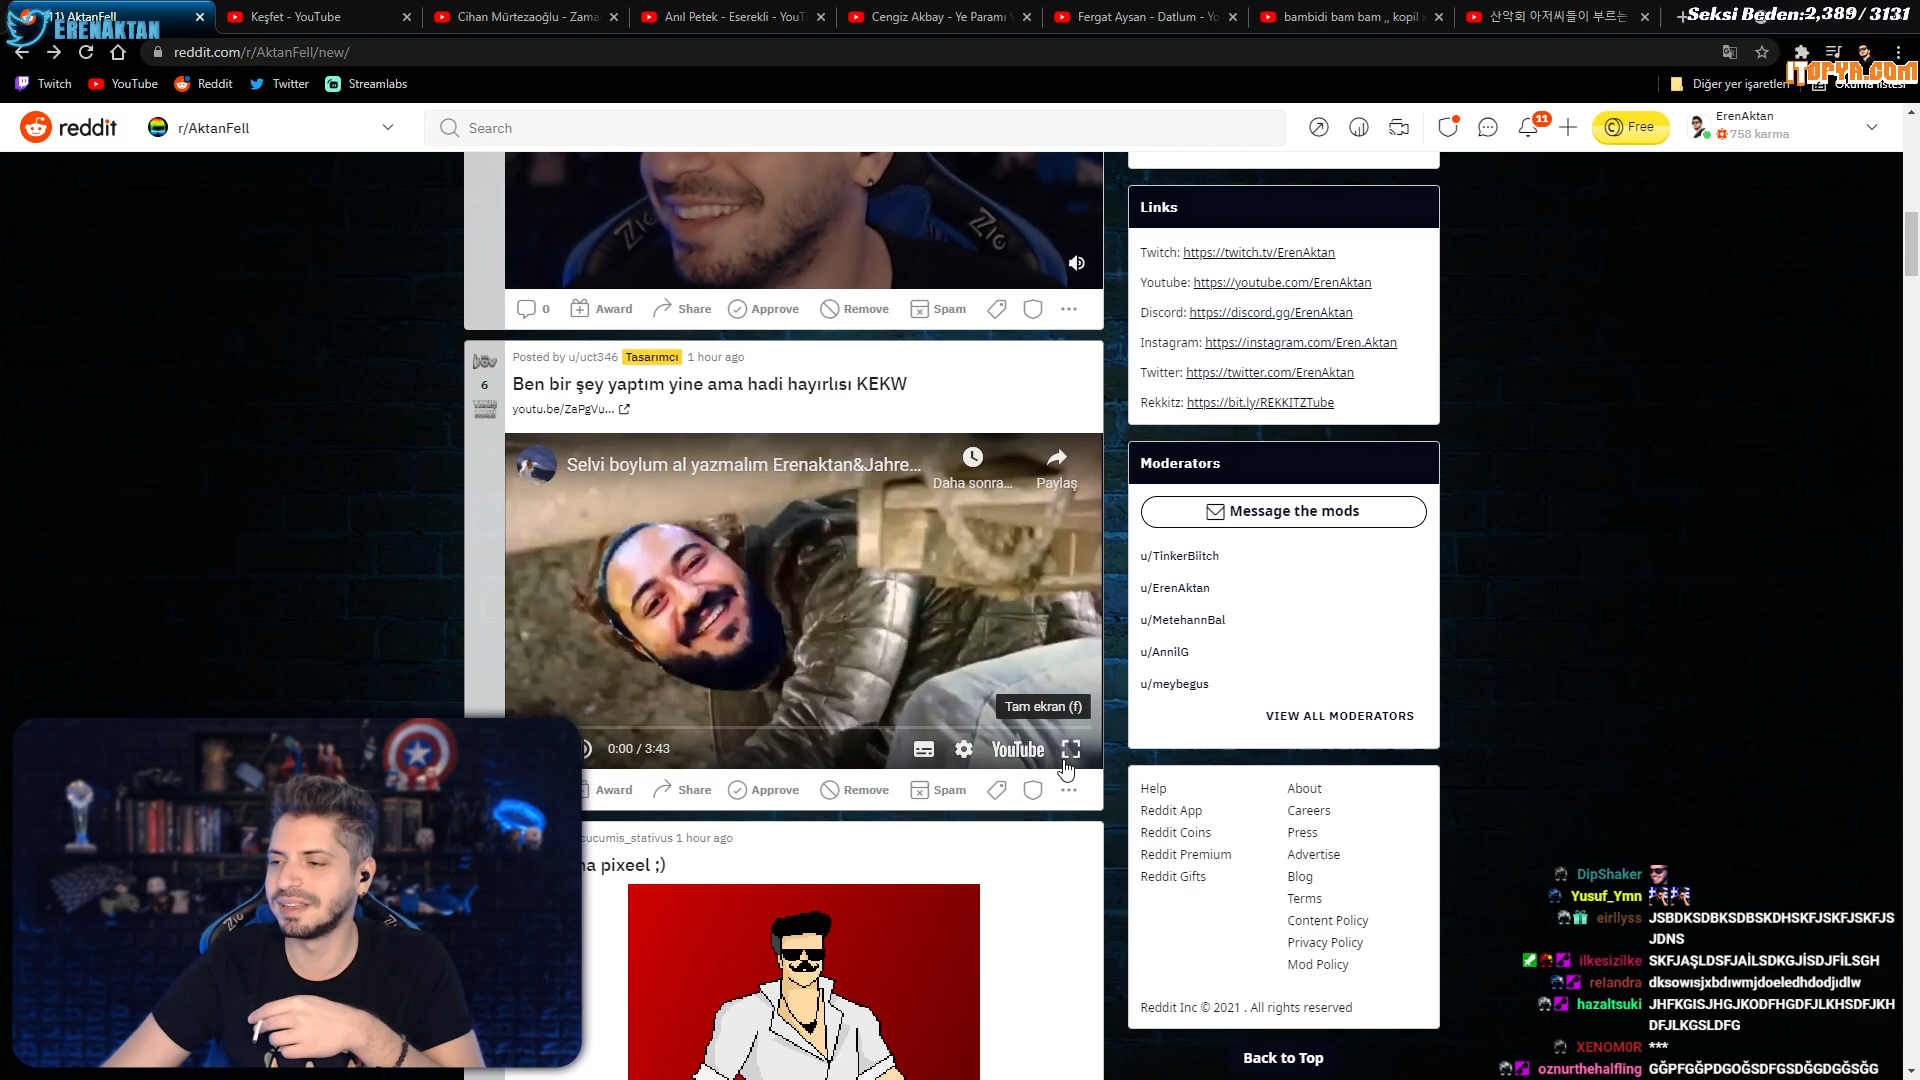 (1) AktanFell
Keşfet - YouTube
Cihan Mürtezaoğlu - Zama
Anıl Petek - Eserekli - YouT
Cengiz Akbay - Ye Paramı Y
Fergat Aysan - Datlum - Yo
bambidi bam bam ,, kopil
산악회 아저씨들이 부르는
Seksi Beden:2,389/ 3131
ERENAKTAN
reddit.com/r/AktanFell/new/
ITOPYA.COM
Twitch
YouTube
Reddit
Twitter
Streamlabs
Diğer yer işaretleri
Okuma listesi
reddit
r/AktanFell
Search
11
Free
ErenAktan
758 karma
ZZIG
ZZIG
0
Award
Share
Approve
Remove
Spam
Posted by u/uct346 Tasarımcı 1 hour ago
böv
6
Ben bir şey yaptım yine ama hadi hayırlısı KEKW
youtu.be/ZaPgVu...
Selvi boylum al yazmalım Erenaktan&Jahre...
Daha sonra...
Paylaş
Tam ekran (f)
0:00 / 3:43
YouTube
Award
Share
Approve
Remove
Spam
cucumis_stativus 1 hour ago
na pixeel ;)
Links
Twitch: https://twitch.tv/ErenAktan
Youtube: https://youtube.com/ErenAktan
Discord: https://discord.gg/ErenAktan
Instagram: https://instagram.com/Eren.Aktan
Twitter: https://twitter.com/ErenAktan
Rekkitz: https://bit.ly/REKKITZTube
Moderators
Message the mods
u/TinkerBiitch
u/ErenAktan
u/MetehannBal
u/AnnilG
u/meybegus
VIEW ALL MODERATORS
Help
About
Reddit App
Careers
Reddit Coins
Press
Reddit Premium
Advertise
Reddit Gifts
Blog
Terms
Content Policy
Privacy Policy
Mod Policy
Reddit Inc © 2021 . All rights reserved
Back to Top
DipShaker
Yusuf_Ymn
eirllyss JSBDKSDBKSDBSKDHSKFJSKFJSKFJS
JDNS
ilkesizilke SKFJAŞLDSFJAİLSDKGJİSDJFİLSGH
relandra dksowısjxbdıwmjdoeledhdodjıdlw
hazaltsuki JHFKGISJHGJKODFHGDFJLKHSDFJKH
DFJLKGSLDFG
XENOM0R ***
oznurthehalfling GĞPFGĞPDGOĞSDFGSDĞGDGĞSĞG